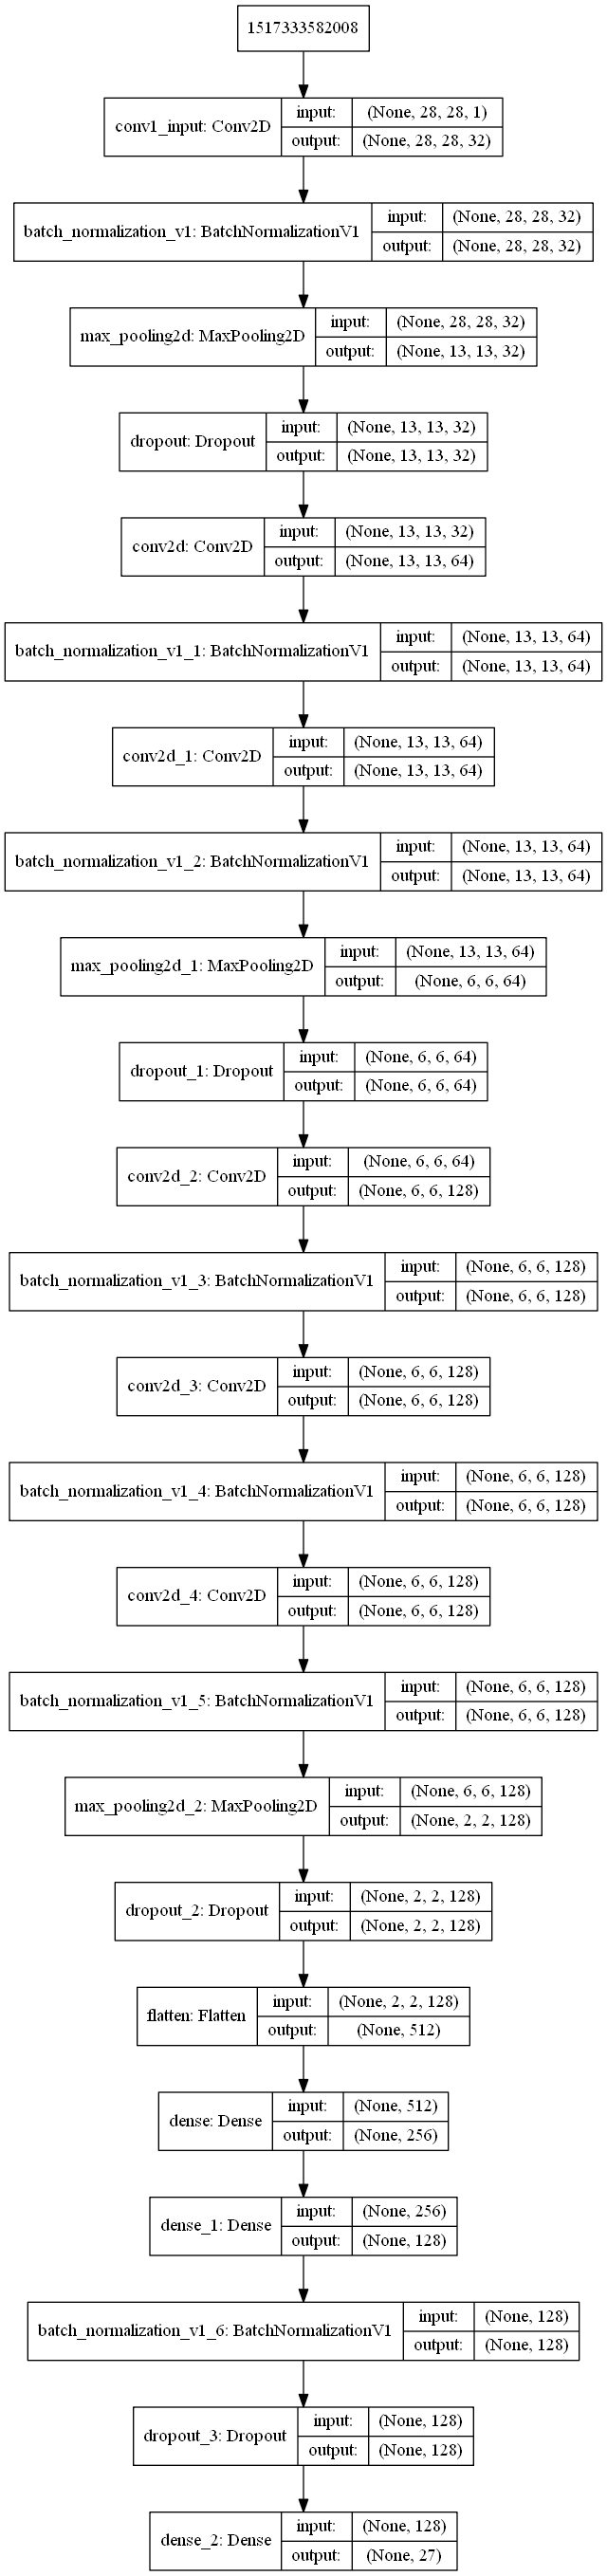 1517333582008
conv1_input: Conv2D
input: (None, 28, 28, 1)
output: (None, 28, 28, 32)
batch_normalization_v1: BatchNormalizationV1
input: (None, 28, 28, 32)
output: (None, 28, 28, 32)
max_pooling2d: MaxPooling2D
input: (None, 28, 28, 32)
output: (None, 13, 13, 32)
dropout: Dropout
input: (None, 13, 13, 32)
output: (None, 13, 13, 32)
conv2d: Conv2D
input: (None, 13, 13, 32)
output: (None, 13, 13, 64)
batch_normalization_v1_1: BatchNormalizationV1
input: (None, 13, 13, 64)
output: (None, 13, 13, 64)
conv2d_1: Conv2D
input: (None, 13, 13, 64)
output: (None, 13, 13, 64)
batch_normalization_v1_2: BatchNormalizationV1
input: (None, 13, 13, 64)
output: (None, 13, 13, 64)
max_pooling2d_1: MaxPooling2D
input: (None, 13, 13, 64)
output: (None, 6, 6, 64)
dropout_1: Dropout
input: (None, 6, 6, 64)
output: (None, 6, 6, 64)
conv2d_2: Conv2D
input: (None, 6, 6, 64)
output: (None, 6, 6, 128)
batch_normalization_v1_3: BatchNormalizationV1
input: (None, 6, 6, 128)
output: (None, 6, 6, 128)
conv2d_3: Conv2D
input: (None, 6, 6, 128)
output: (None, 6, 6, 128)
batch_normalization_v1_4: BatchNormalizationV1
input: (None, 6, 6, 128)
output: (None, 6, 6, 128)
conv2d_4: Conv2D
input: (None, 6, 6, 128)
output: (None, 6, 6, 128)
batch_normalization_v1_5: BatchNormalizationV1
input: (None, 6, 6, 128)
output: (None, 6, 6, 128)
max_pooling2d_2: MaxPooling2D
input: (None, 6, 6, 128)
output: (None, 2, 2, 128)
dropout_2: Dropout
input: (None, 2, 2, 128)
output: (None, 2, 2, 128)
flatten: Flatten
input: (None, 2, 2, 128)
output: (None, 512)
dense: Dense
input: (None, 512)
output: (None, 256)
dense_1: Dense
input: (None, 256)
output: (None, 128)
batch_normalization_v1_6: BatchNormalizationV1
input: (None, 128)
output: (None, 128)
dropout_3: Dropout
input: (None, 128)
output: (None, 128)
dense_2: Dense
input: (None, 128)
output: (None, 27)